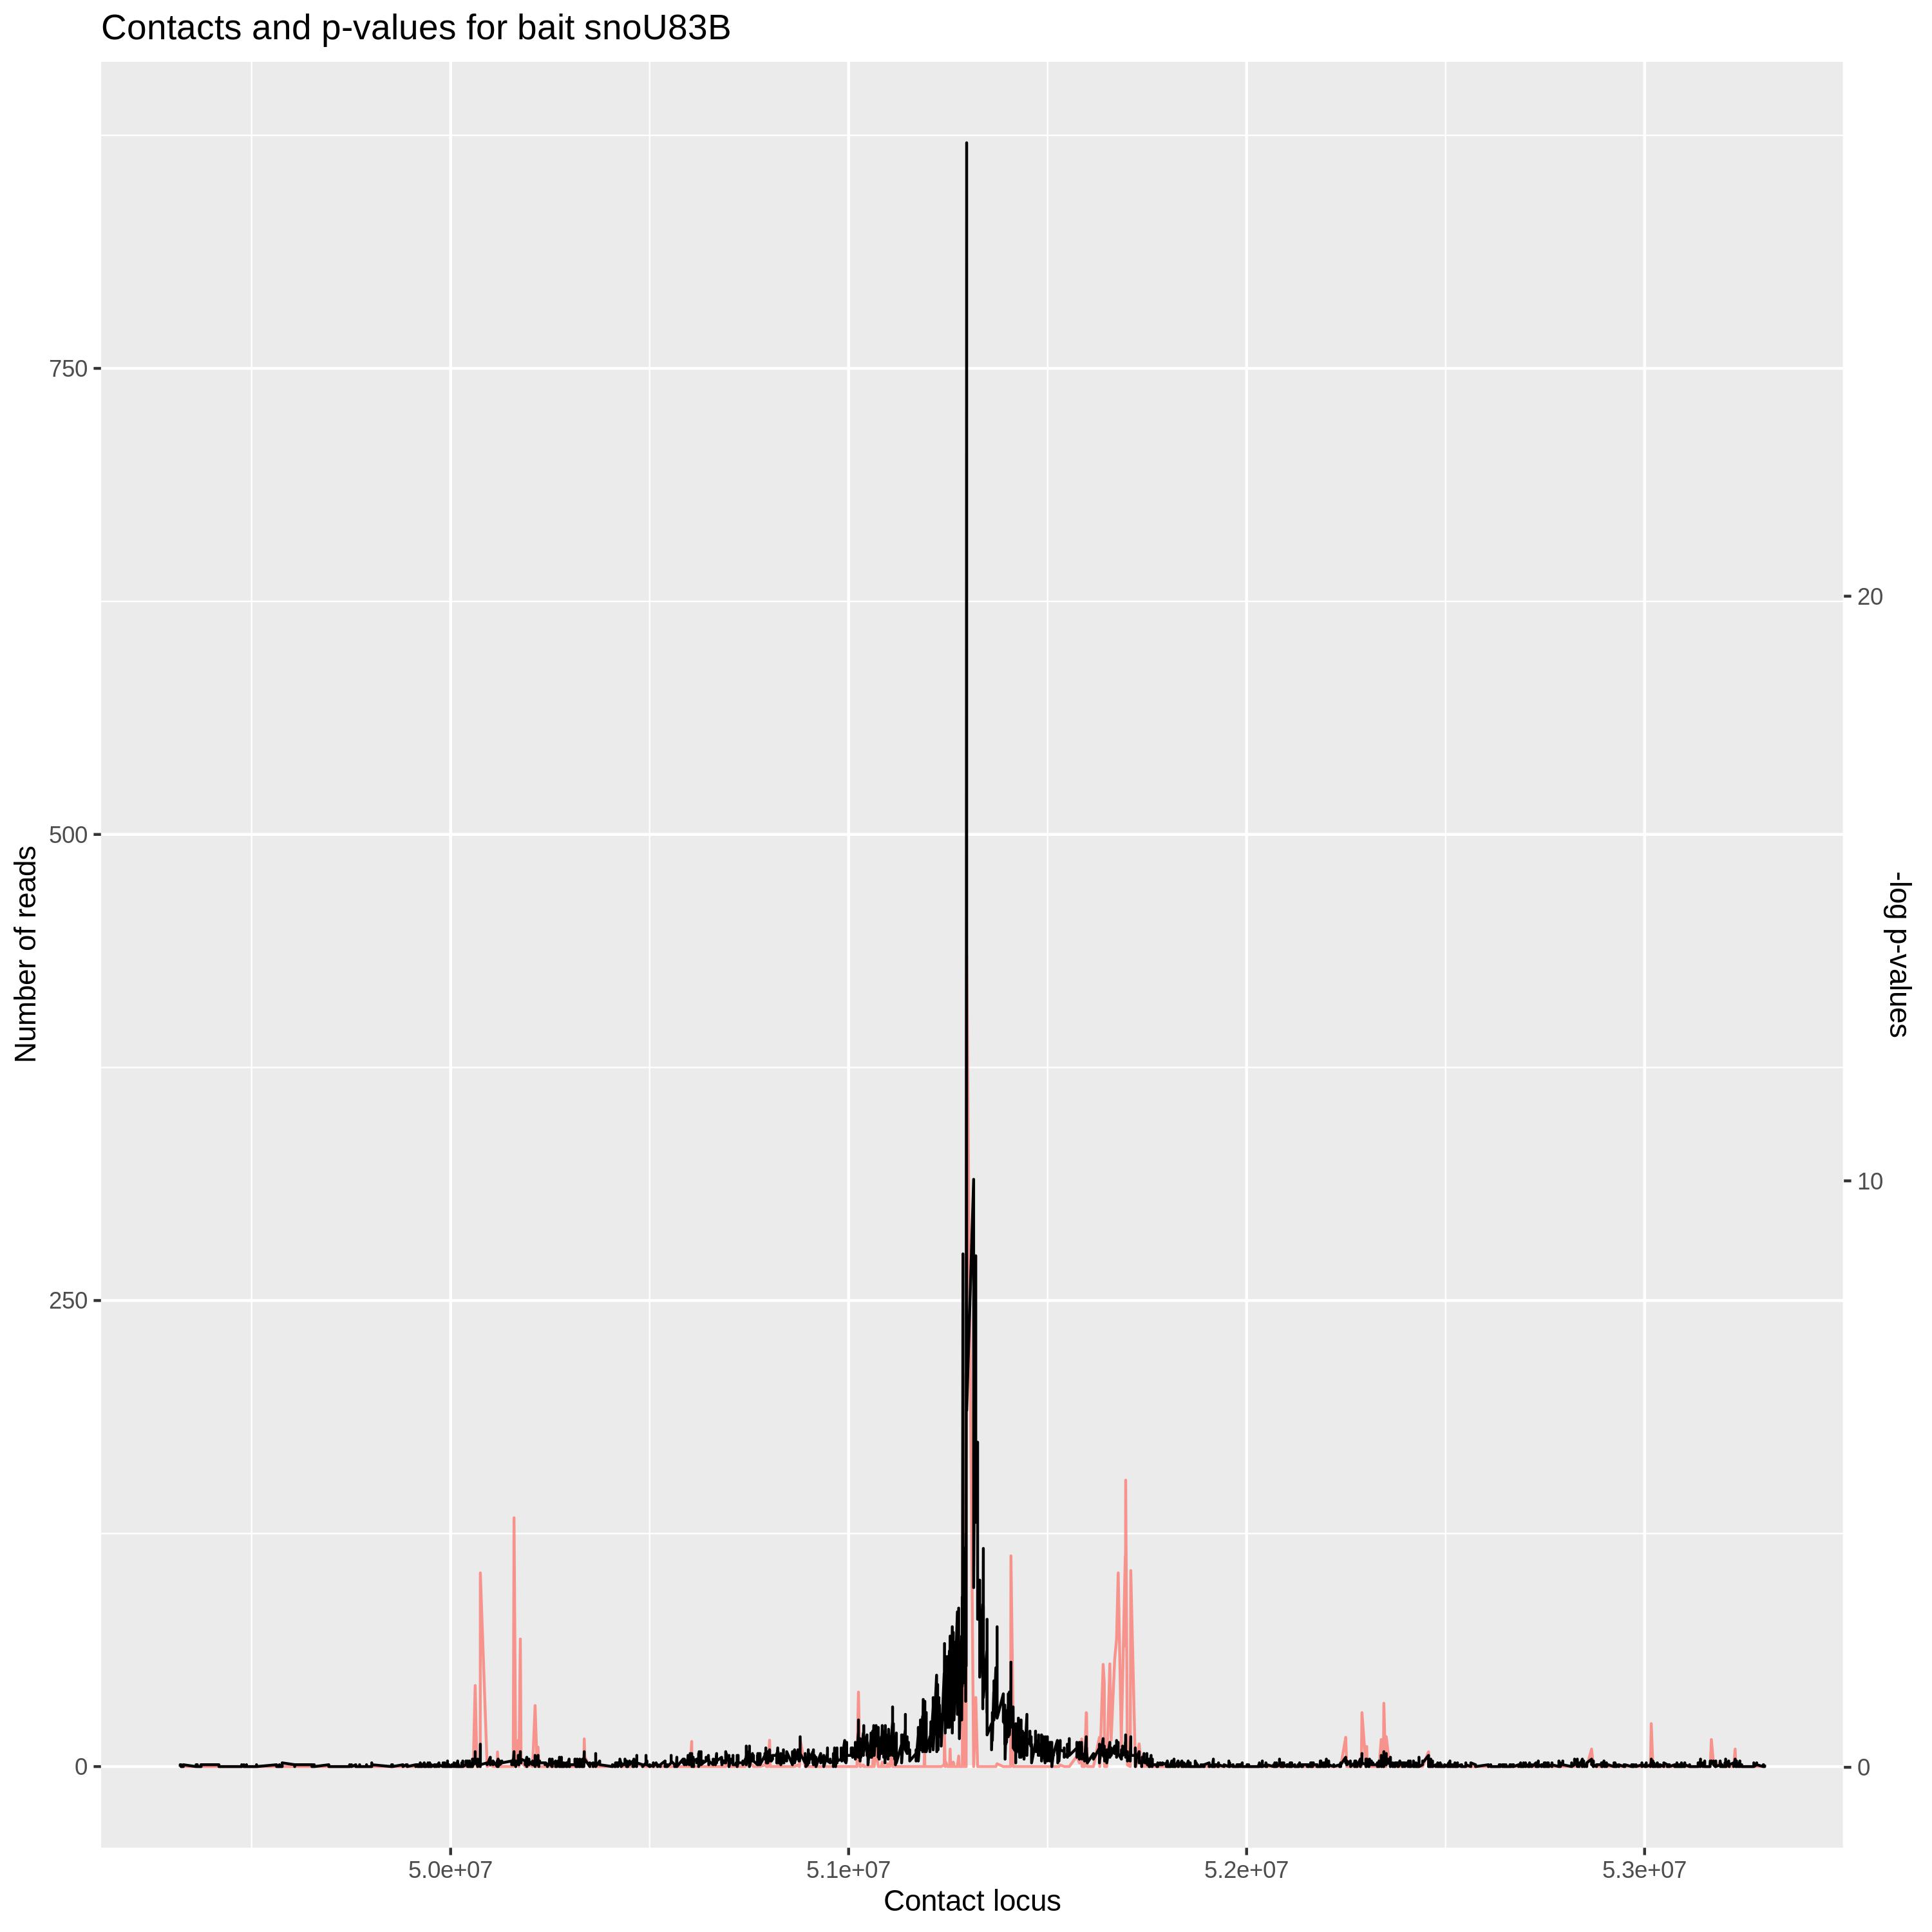 Contacts and p-values for bait snoU83B
750
500
250
0
Number of reads
20
10
0
-log p-values
5.0e+07
5.1e+07
5.2e+07
5.3e+07
Contact locus